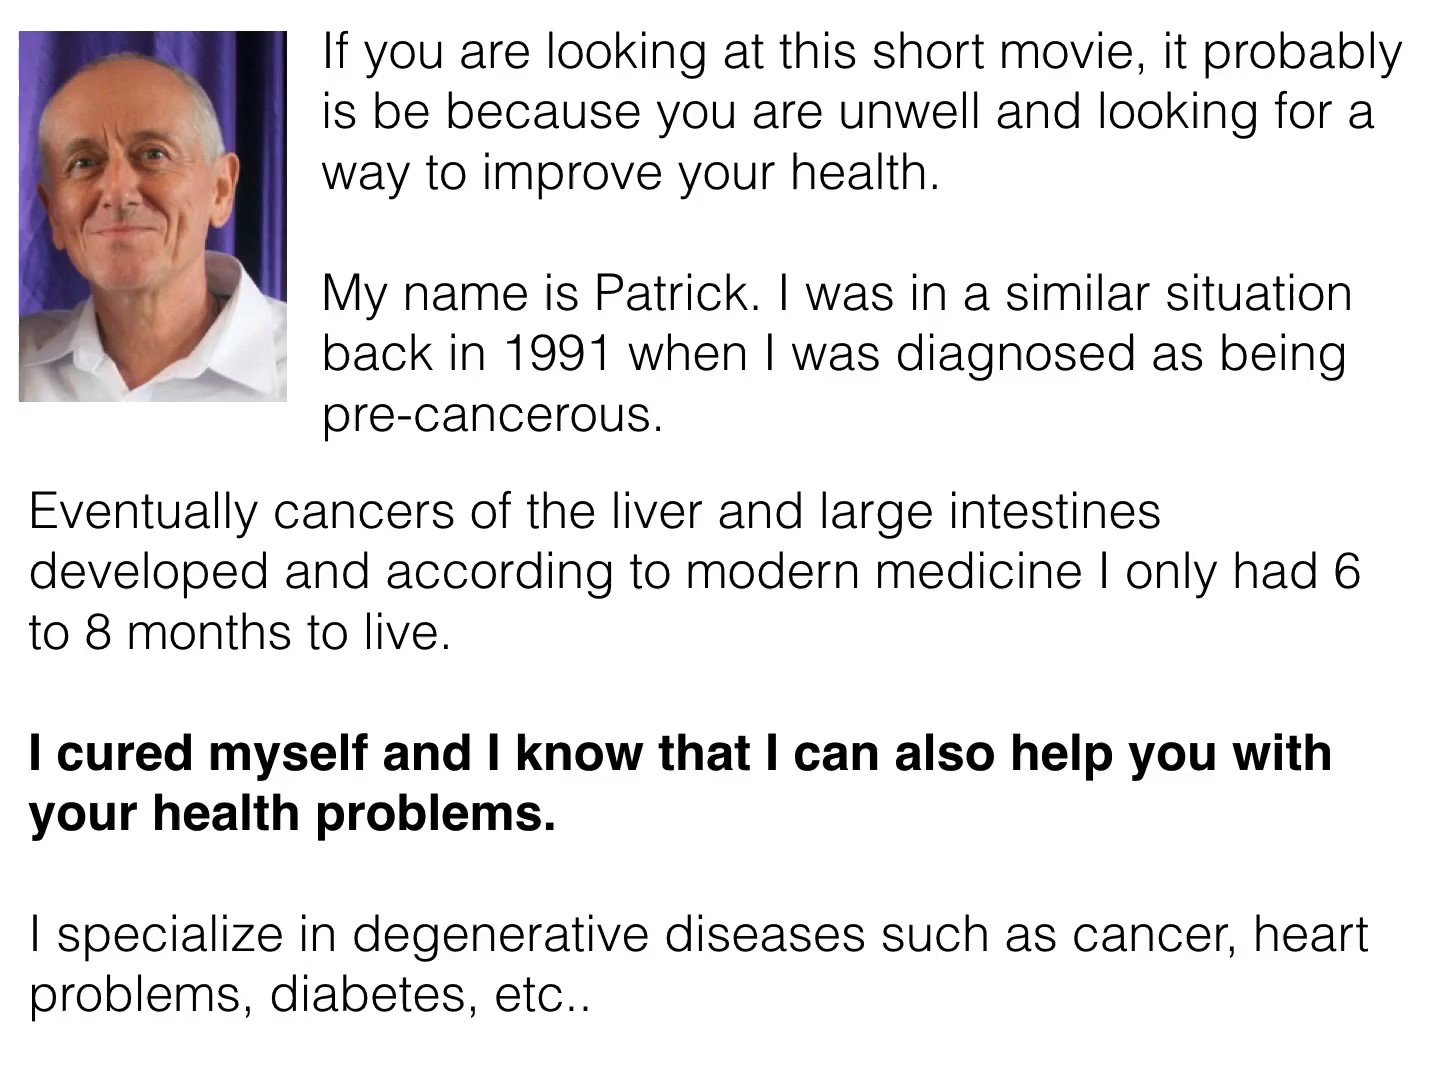 If you are looking at this short movie, it probably
is be because you are unwell and looking for a
way to improve your health.
My name is Patrick. I was in a similar situation
back in 1991 when I was diagnosed as being
pre-cancerous.
Eventually cancers of the liver and large intestines
developed and according to modern medicine I only had 6
to 8 months to live.
I cured myself and I know that I can also help you with
your health problems.
I specialize in degenerative diseases such as cancer, heart
problems, diabetes, etc..